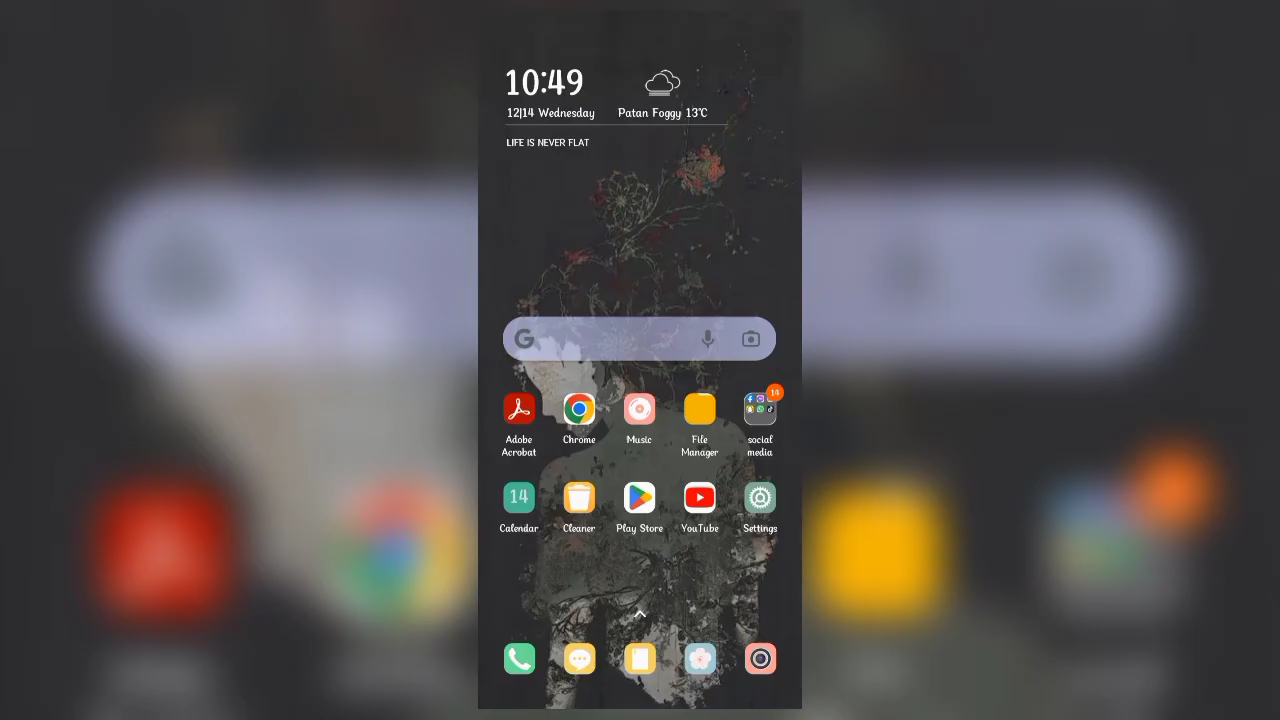 10:49
12|14 Wednesday
Patan Foggy 13°C
LIFE IS NEVER FLAT
14
Adobe
Acrobat
Chrome
Music
File
Manager
social
media
14
Calendar
Cleaner
Play Store
YouTube
Settings